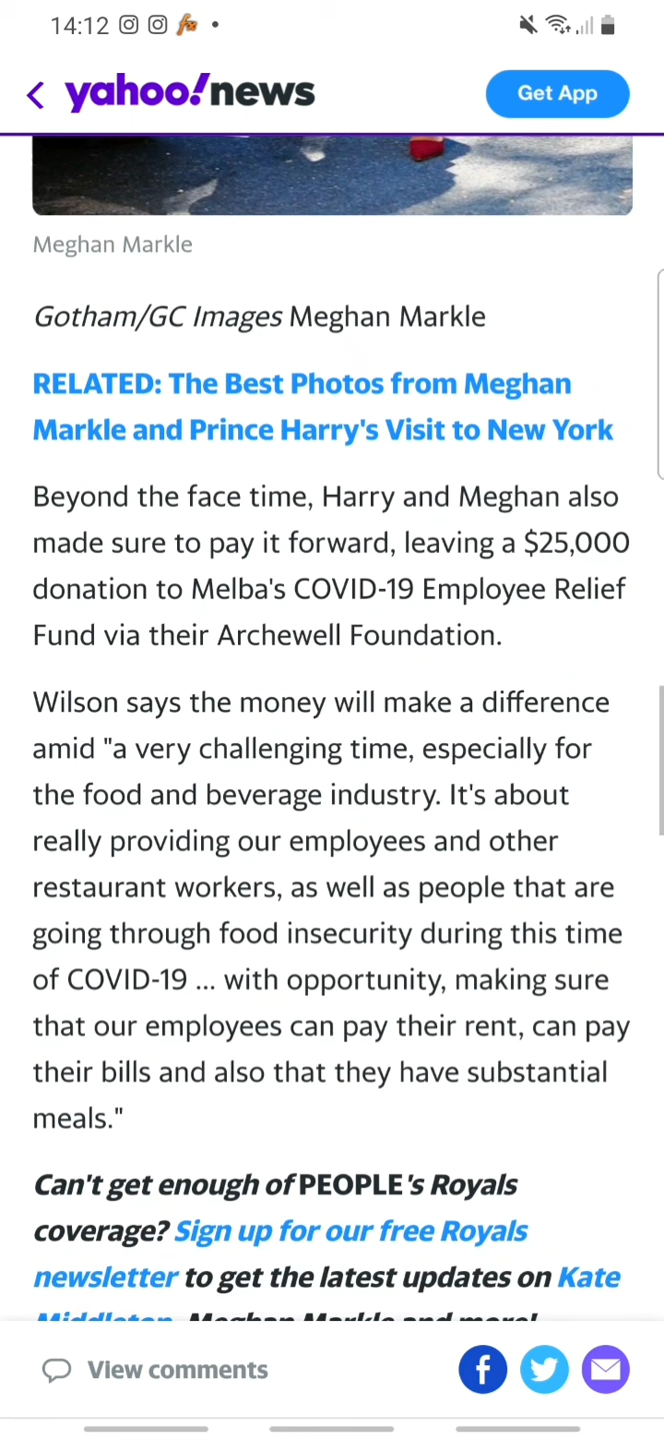 14:12
yahoo!news
Get App
Meghan Markle
Gotham/GC Images Meghan Markle
RELATED: The Best Photos from Meghan
Markle and Prince Harry's Visit to New York
Beyond the face time, Harry and Meghan also
made sure to pay it forward, leaving a $25,000
donation to Melba's COVID-19 Employee Relief
Fund via their Archewell Foundation.
Wilson says the money will make a difference
amid "a very challenging time, especially for
the food and beverage industry. It's about
really providing our employees and other
restaurant workers, as well as people that are
going through food insecurity during this time
of COVID-19 ... with opportunity, making sure
that our employees can pay their rent, can pay
their bills and also that they have substantial
meals."
Can't get enough of PEOPLE's Royals
coverage? Sign up for our free Royals
newsletter to get the latest updates on Kate
Middleton, Meghan Markle and more!
View comments